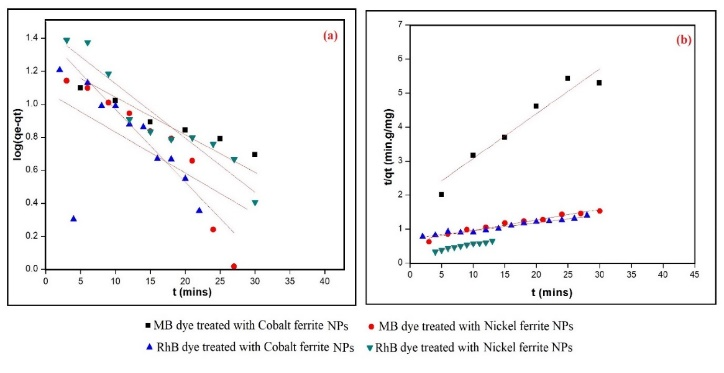 (a)
log(qe-qt)
1.4
1.2
1.0
0.8
0.6
0.4
0.2
0.0
0 5 10 15 20 25 30 35 40
t (mins)
(b)
t/qt (min.g/mg)
7
6
5
4
3
2
1
0
0 5 10 15 20 25 30 35 40 45
t (mins)
MB dye treated with Cobalt ferrite NPs MB dye treated with Nickel ferrite NPs
RhB dye treated with Cobalt ferrite NPs RhB dye treated with Nickel ferrite NPs